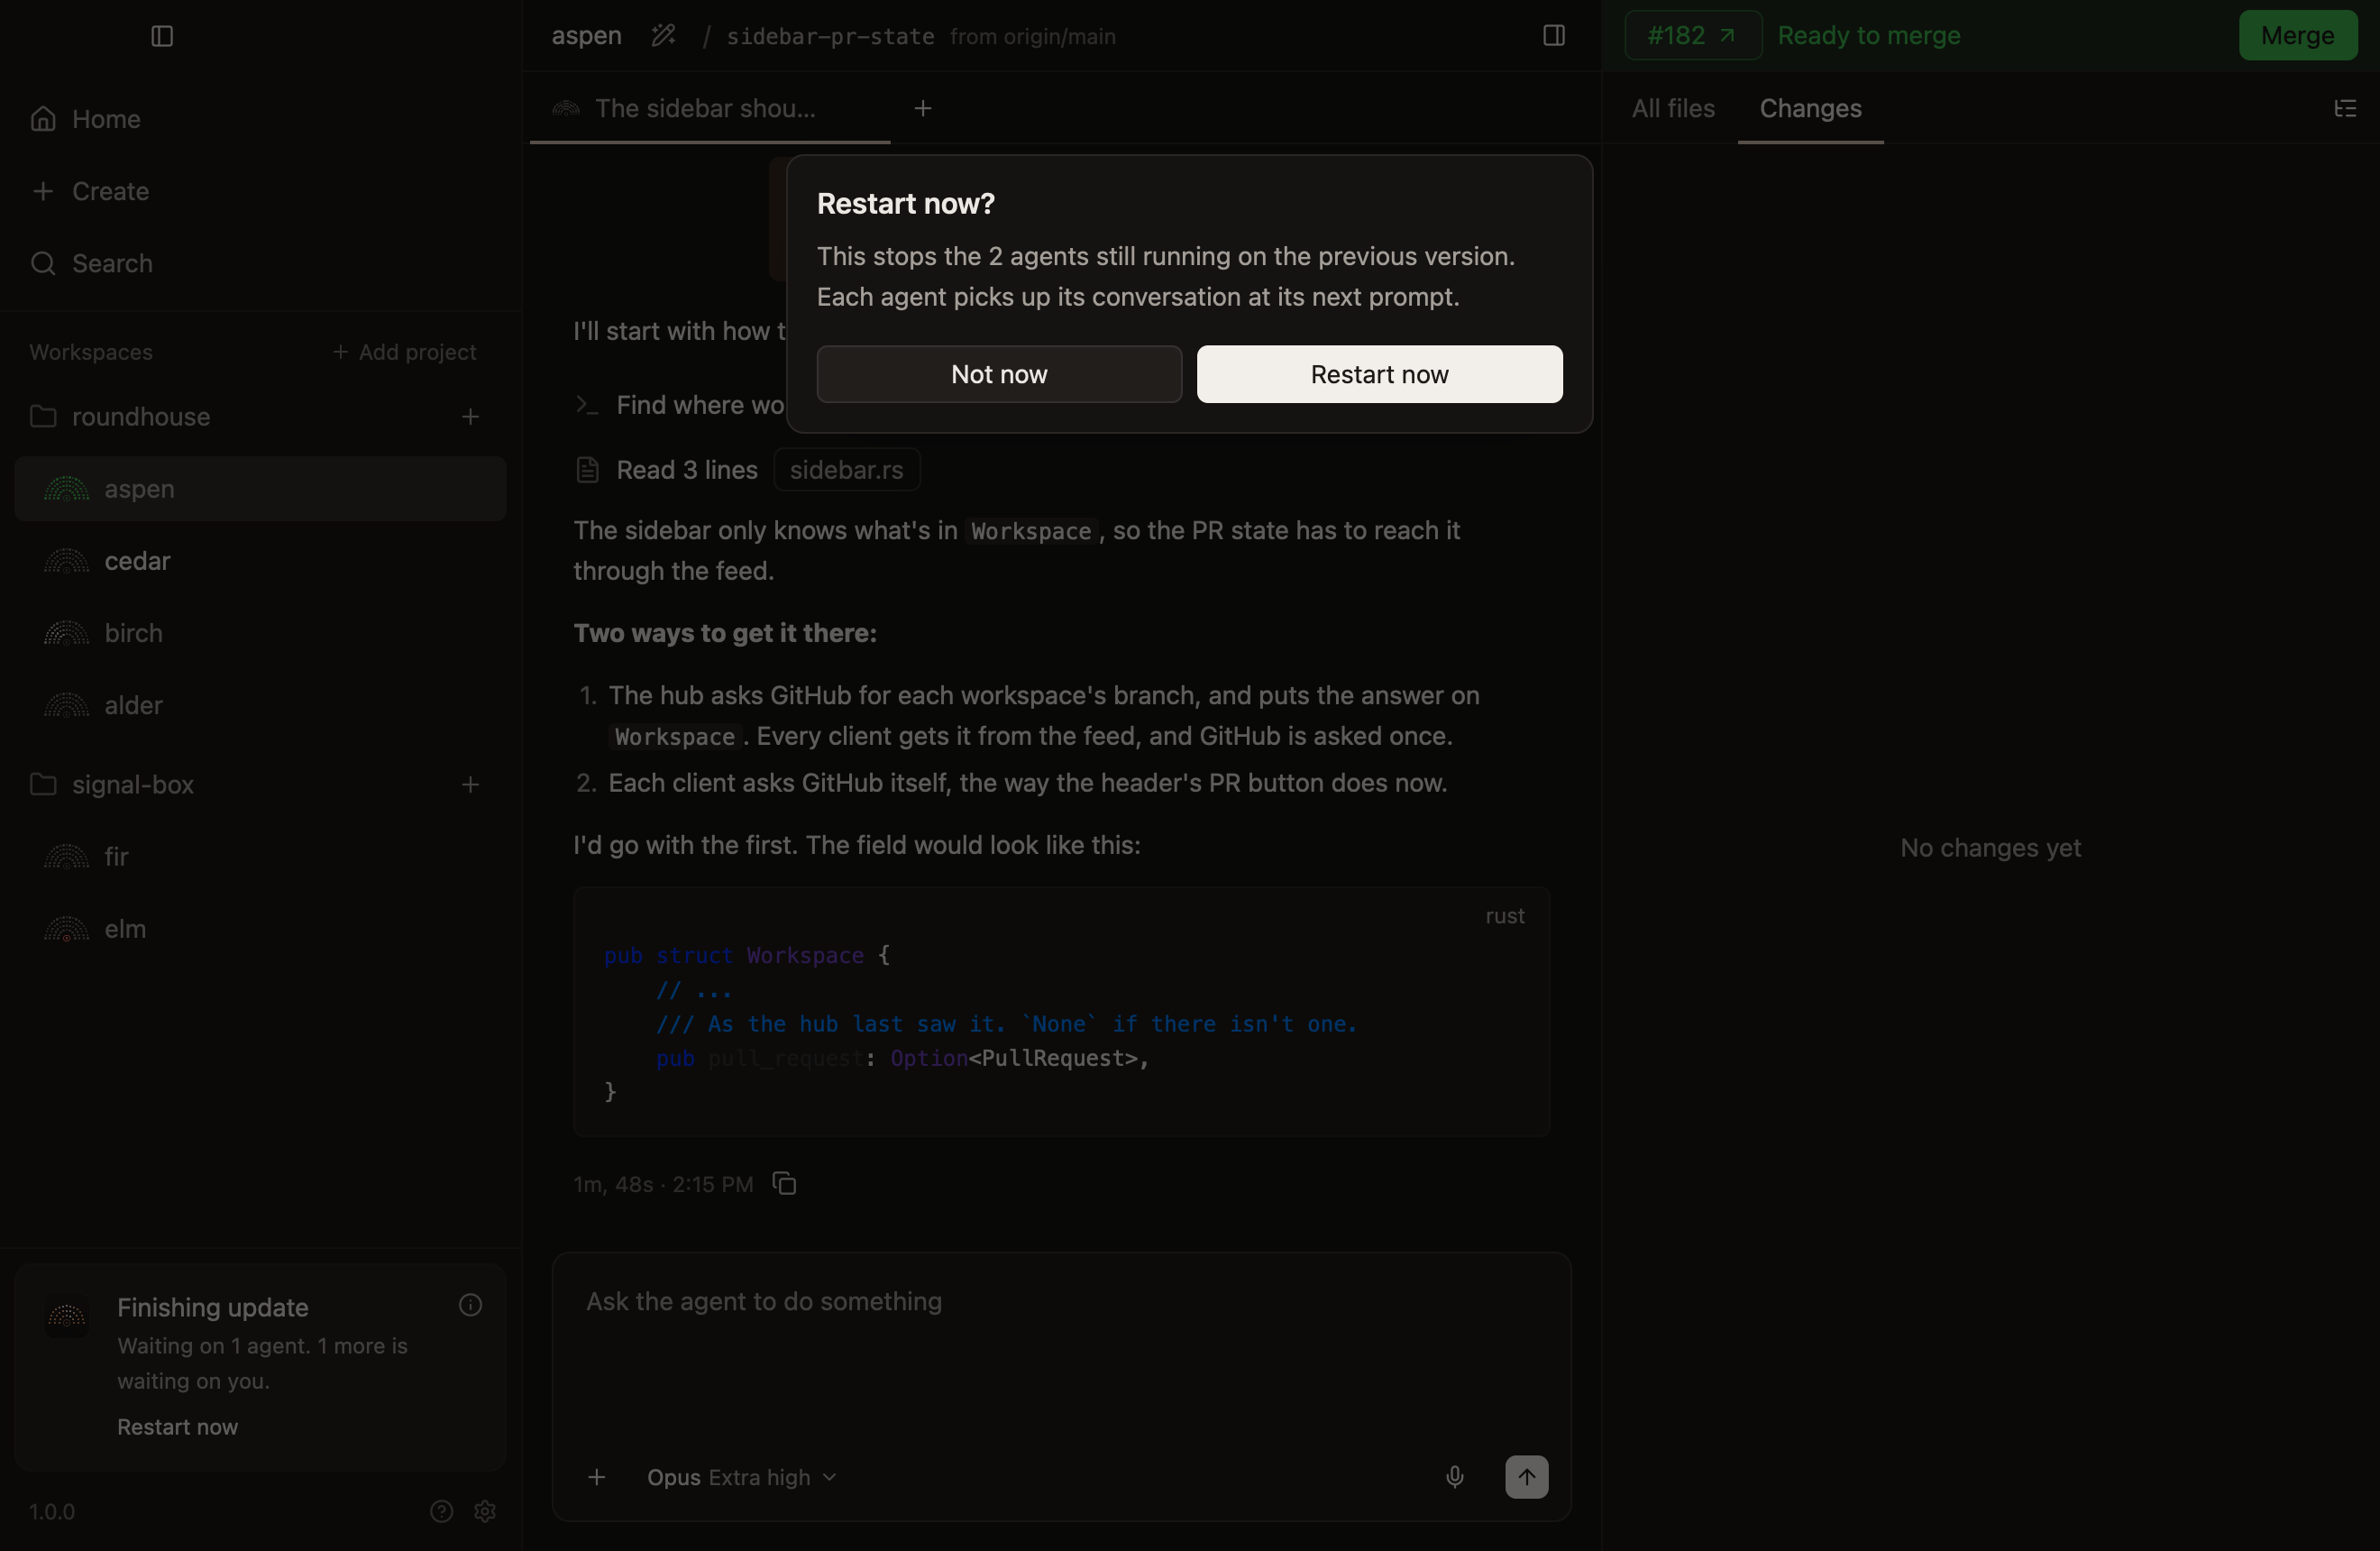 Home
Create
Search
Workspaces
Add project
roundhouse
aspen
cedar
birch
alder
signal-box
fir
elm
Finishing update
Waiting on 1 agent. 1 more is
waiting on you.
Restart now
1.0.0
aspen / sidebar-pr-state from origin/main
The sidebar shou...
Restart now?
This stops the 2 agents still running on the previous version.
Each agent picks up its conversation at its next prompt.
Not now
Restart now
I'll start with how t
Find where wo
Read 3 lines sidebar.rs
The sidebar only knows what's in Workspace, so the PR state has to reach it
through the feed.
Two ways to get it there:
1. The hub asks GitHub for each workspace's branch, and puts the answer on
Workspace. Every client gets it from the feed, and GitHub is asked once.
2. Each client asks GitHub itself, the way the header's PR button does now.
I'd go with the first. The field would look like this:
rust
pub struct Workspace {
// ...
/// As the hub last saw it. `None` if there isn't one.
pub pull_request: Option<PullRequest>,
}
1m, 48s · 2:15 PM
Ask the agent to do something
Opus Extra high
#182
Ready to merge
Merge
All files
Changes
No changes yet